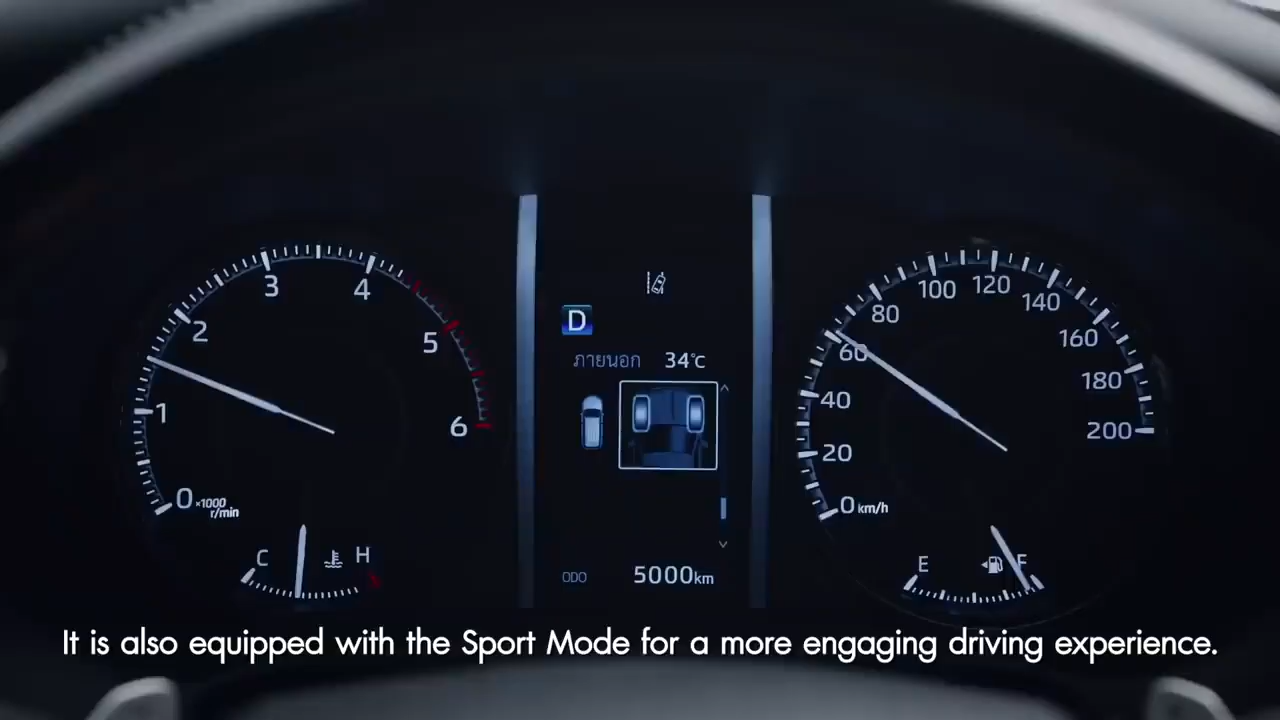 3
4
2
5
1
6
0 ×1000
r/min
C
H
D
ภายนอก 34°C
ODO 5000km
100
120
80
140
60
160
40
180
20
200
0 km/h
E
F
It is also equipped with the Sport Mode for a more engaging driving experience.